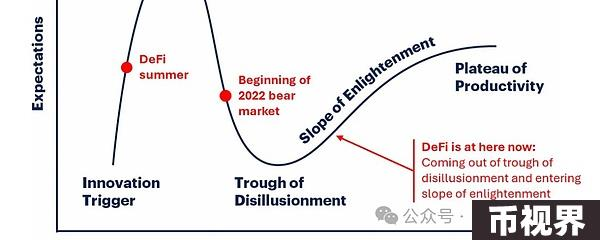 Expectations
DeFi
summer
Beginning of
2022 bear
market
Slope of Enlightenment
Plateau of
Productivity
DeFi is at here now:
Coming out of trough of
disillusionment and entering
slope of enlightenment
Innovation
Trigger
Trough of
Disillusionment
公众号 ·
币视界